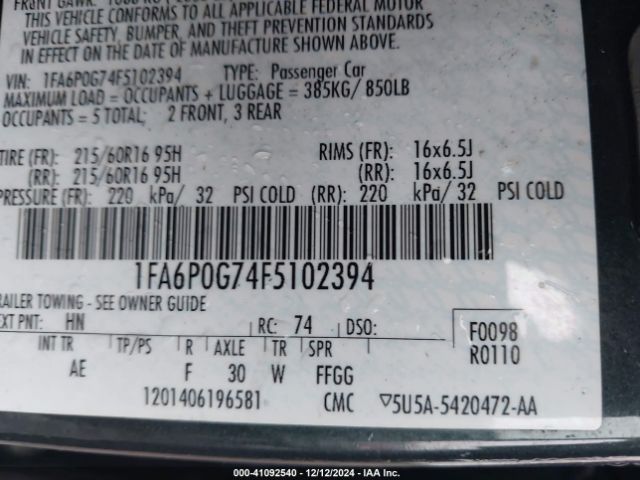 THIS VEHICLE CONFORMS TO ALL APPLICABLE FEDERAL MOTOR
VEHICLE SAFETY, BUMPER, AND THEFT PREVENTION STANDARDS
IN EFFECT ON THE DATE OF MANUFACTURE SHOWN ABOVE.
VIN: 1FA6P0G74F5102394 TYPE: Passenger Car
MAXIMUM LOAD = OCCUPANTS + LUGGAGE = 385KG/ 850LB
OCCUPANTS = 5 TOTAL; 2 FRONT, 3 REAR
TIRE (FR): 215/60R16 95H RIMS (FR): 16x6.5J
(RR): 215/60R16 95H (RR): 16x6.5J
PRESSURE (FR): 220 kPa/ 32 PSI COLD (RR): 220 kPa/ 32 PSI COLD
1FA6P0G74F5102394
RAILER TOWING - SEE OWNER GUIDE
EXT PNT: HN RC: 74 DSO: F0098
R0110
INT TR TP/PS R AXLE TR SPR
AE F 30 W FFGG
1201406196581 CMC ▽5U5A-5420472-AA
000-41092540 - 12/12/2024 - IAA Inc.